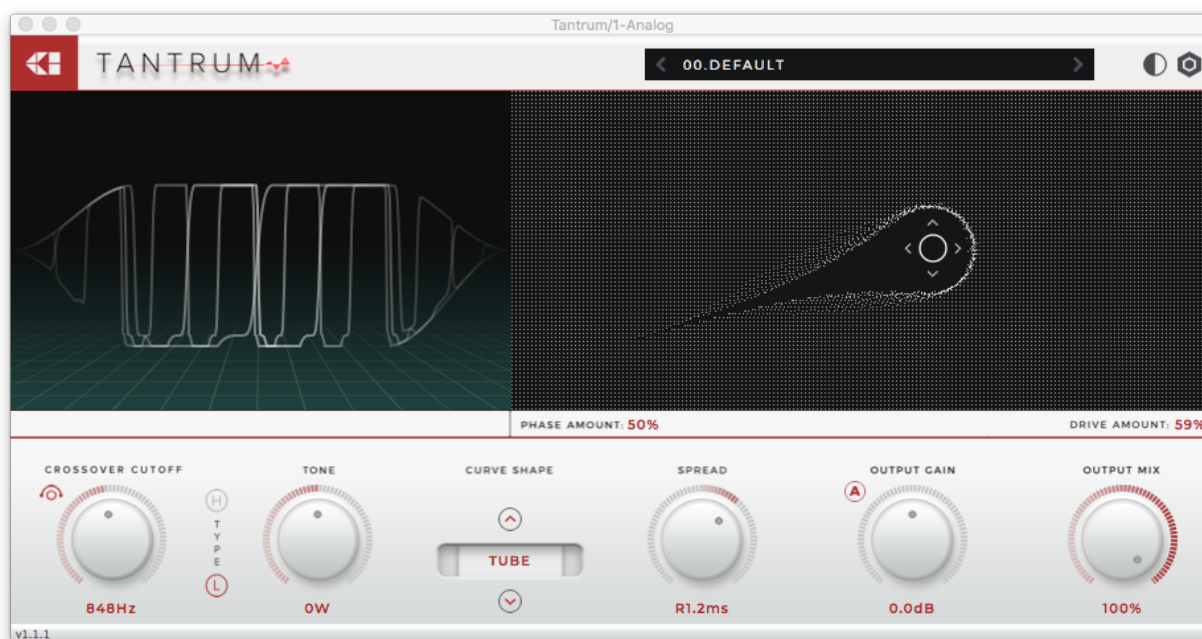 Tantrum/1-Analog
TANTRUM
00.DEFAULT
PHASE AMOUNT: 50%
DRIVE AMOUNT: 59%
CROSSOVER CUTOFF
TONE
CURVE SHAPE
SPREAD
OUTPUT GAIN
OUTPUT MIX
H
TYPE
L
A
TUBE
848Hz
0W
R1.2ms
0.0dB
100%
v1.1.1